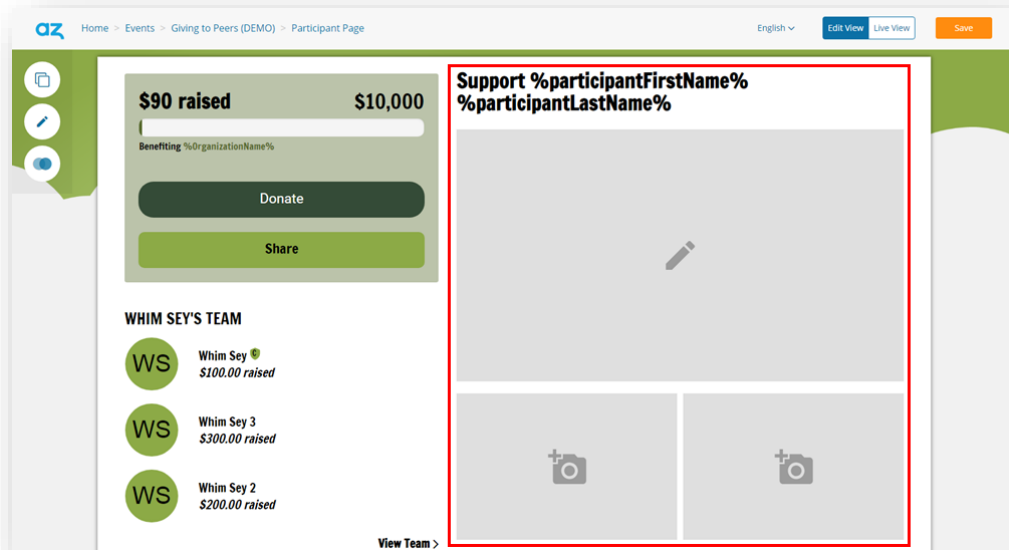 az Home > Events > Giving to Peers (DEMO) > Participant Page English Edit View Live View Save
$90 raised $10,000
Benefiting %OrganizationName%
Donate
Share
WHIM SEY'S TEAM
WS Whim Sey C
$100.00 raised
WS Whim Sey 3
$300.00 raised
WS Whim Sey 2
$200.00 raised
View Team >
Support %participantFirstName%
%participantLastName%